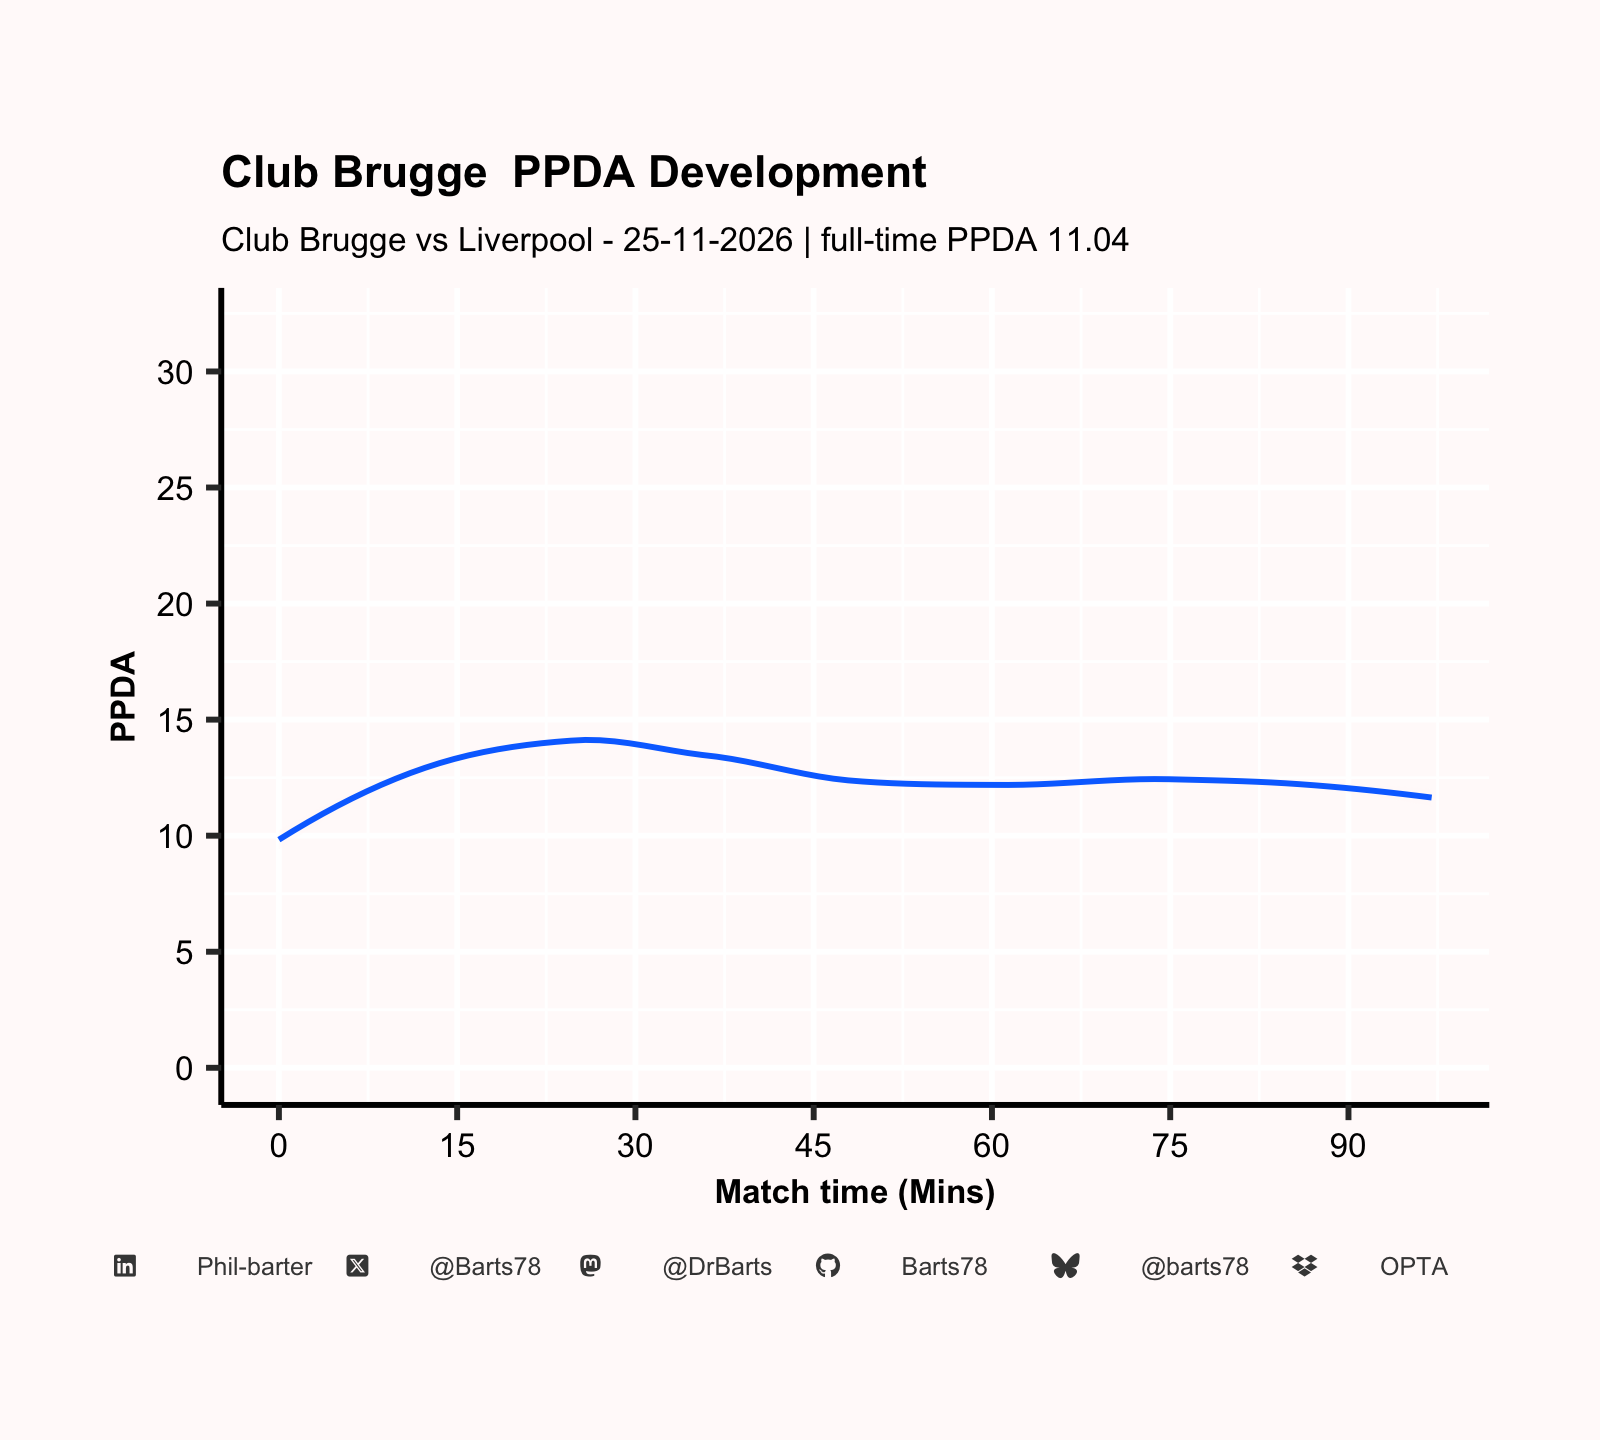 Club Brugge  PPDA Development
Club Brugge vs Liverpool - 25-11-2026 | full-time PPDA 11.04
PPDA
30
25
20
15
10
5
0
0 15 30 45 60 75 90
Match time (Mins)
Phil-barter @Barts78 @DrBarts Barts78 @barts78 OPTA